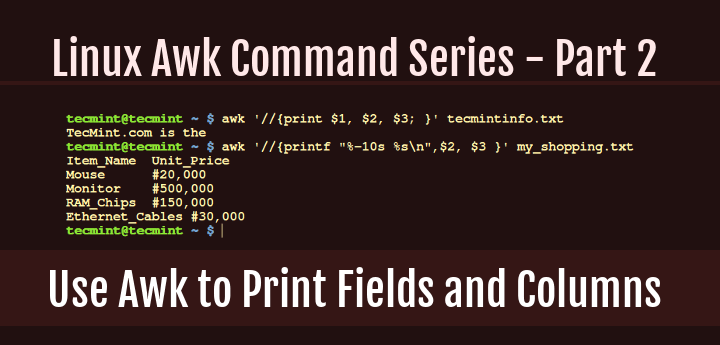 Linux Awk Command Series - Part 2
tecmint@tecmint ~ $ awk '//{print $1, $2, $3; }' tecmintinfo.txt
TecMint.com is the
tecmint@tecmint ~ $ awk '//{printf "%-10s %s\n",$2, $3 }' my_shopping.txt
Item_Name  Unit_Price
Mouse      #20,000
Monitor    #500,000
RAM_Chips  #150,000
Ethernet_Cables #30,000
tecmint@tecmint ~ $
Use Awk to Print Fields and Columns